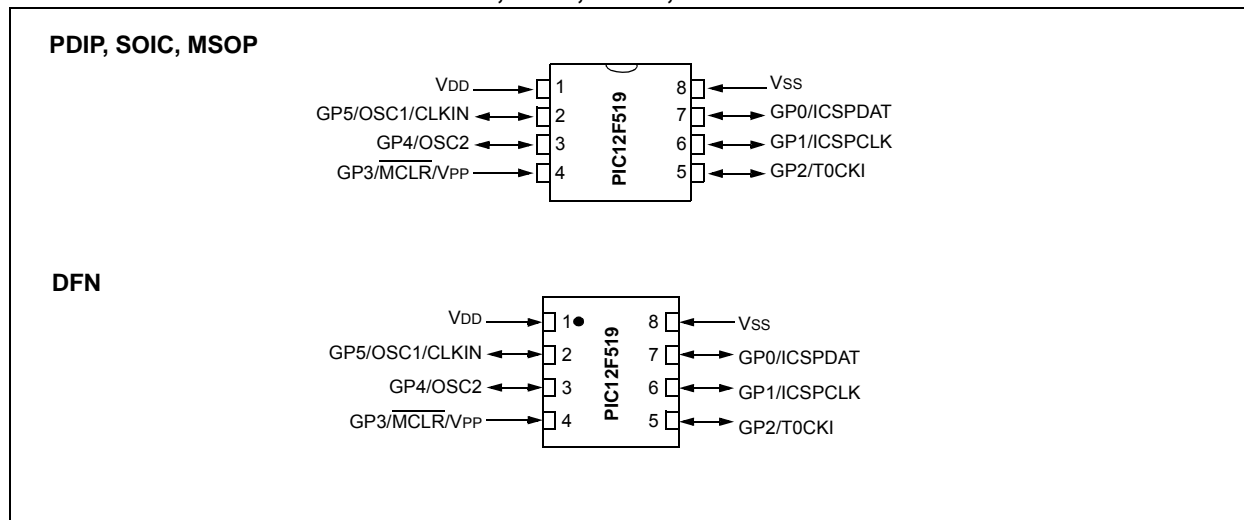 PDIP, SOIC, MSOP
VDD
1
8
VSS
GP5/OSC1/CLKIN
2
7
GP0/ICSPDAT
GP4/OSC2
3
6
GP1/ICSPCLK
GP3/MCLR/VPP
4
5
GP2/T0CKI
PIC12F519
DFN
VDD
1
8
VSS
GP5/OSC1/CLKIN
2
7
GP0/ICSPDAT
GP4/OSC2
3
6
GP1/ICSPCLK
GP3/MCLR/VPP
4
5
GP2/T0CKI
PIC12F519